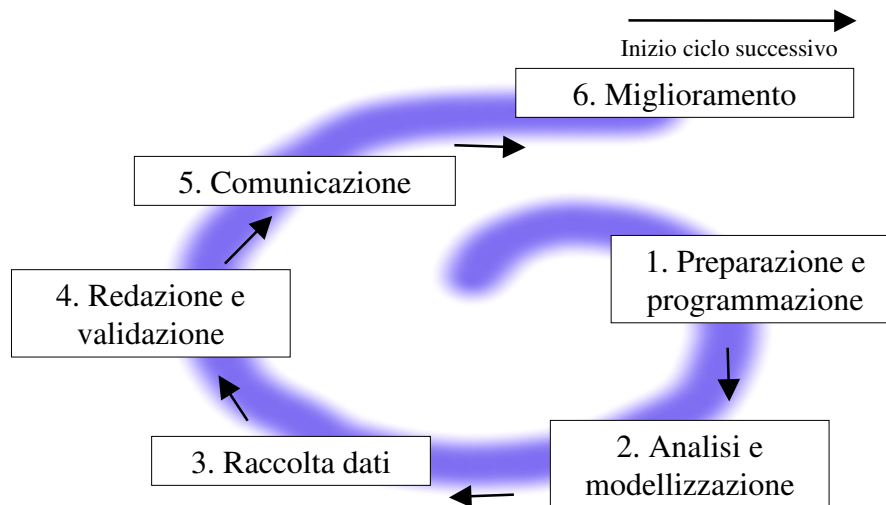 Inizio ciclo successivo
6. Miglioramento
5. Comunicazione
1. Preparazione e
programmazione
4. Redazione e
validazione
3. Raccolta dati
2. Analisi e
modellizzazione